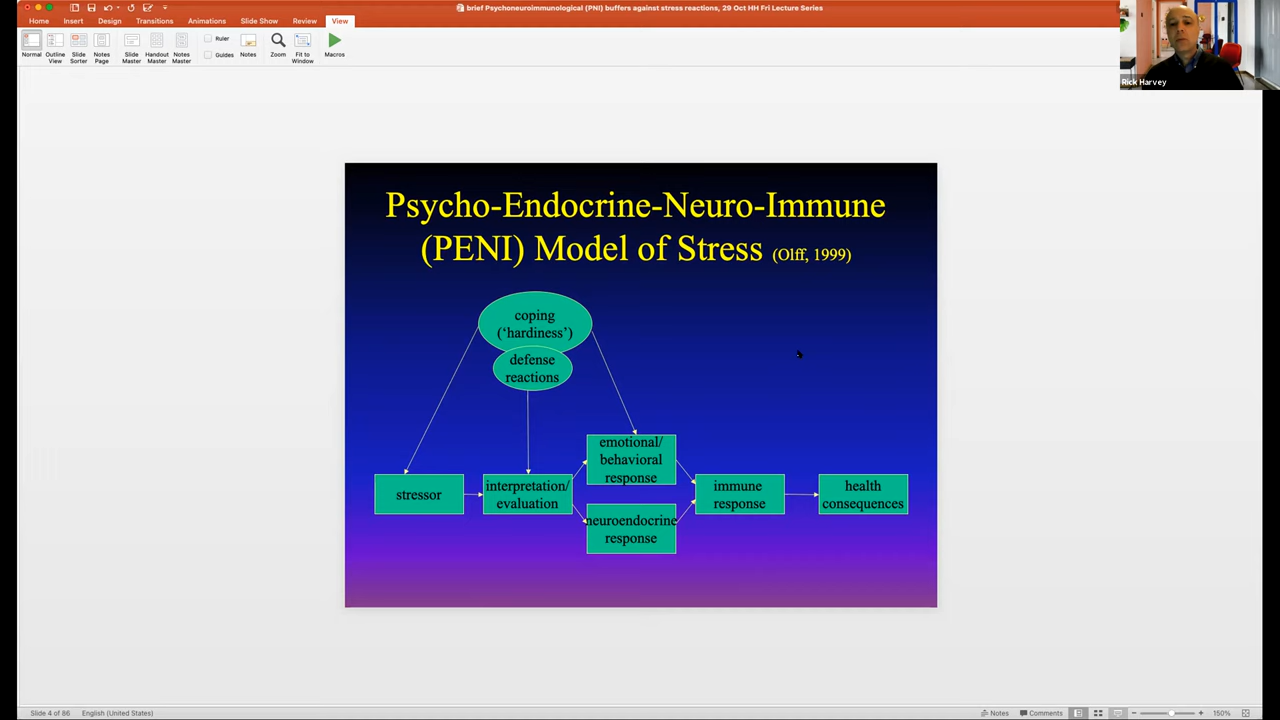 brief Psychoneuroimmunological (PNI) buffers against stress reactions, 29 Oct HH Fri Lecture Series
Home Insert Design Transitions Animations Slide Show Review View
Normal
Outline View
Slide Sorter
Notes Page
Slide Master
Handout Master
Notes Master
Ruler
Guides
Notes
Zoom
Fit to Window
Macros
Rick Harvey
Psycho-Endocrine-Neuro-Immune
(PENI) Model of Stress (Olff, 1999)
coping
(‘hardiness’)
defense
reactions
emotional/
behavioral
response
stressor
interpretation/
evaluation
neuroendocrine
response
immune
response
health
consequences
Slide 4 of 86 English (United States) Notes Comments 150%